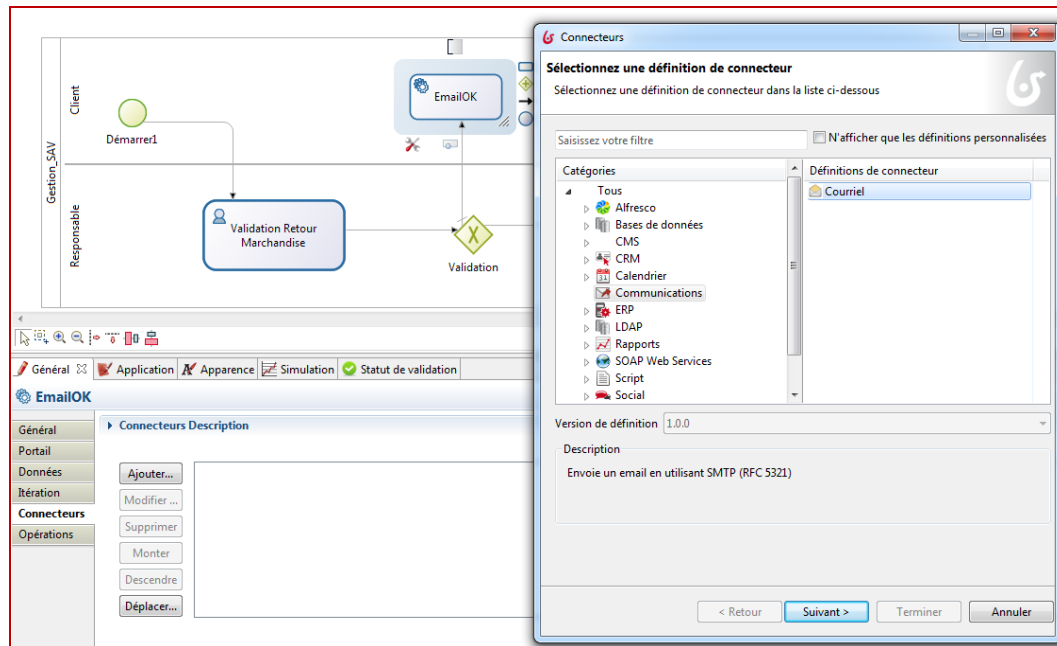 Gestion_SAV
Client
Démarrer1
EmailOK
Responsable
Validation Retour
Marchandise
Validation
Général
Application
Apparence
Simulation
Statut de validation
EmailOK
Général
Portail
Données
Itération
Connecteurs
Opérations
Connecteurs Description
Ajouter...
Modifier ...
Supprimer
Monter
Descendre
Déplacer...
Connecteurs
Sélectionnez une définition de connecteur
Sélectionnez une définition de connecteur dans la liste ci-dessous
Saisissez votre filtre
N'afficher que les définitions personnalisées
Catégories
Tous
Alfresco
Bases de données
CMS
CRM
Calendrier
Communications
ERP
LDAP
Rapports
SOAP Web Services
Script
Social
Définitions de connecteur
Courriel
Version de définition 1.0.0
Description
Envoie un email en utilisant SMTP (RFC 5321)
< Retour
Suivant >
Terminer
Annuler